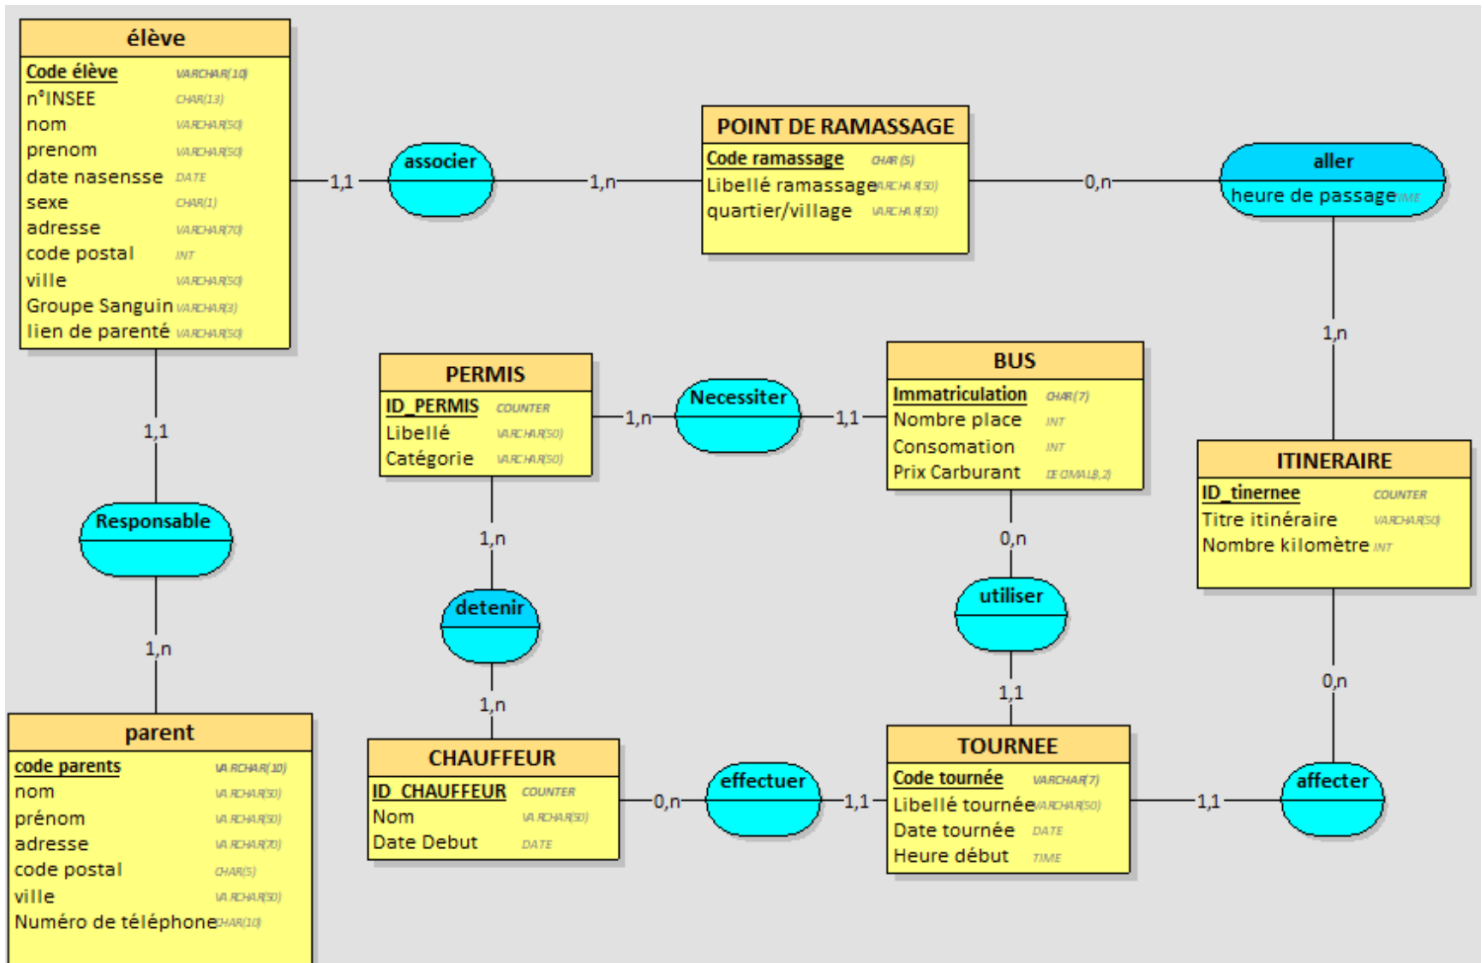 élève
Code élève VARCHAR(10)
n°INSEE CHAR(13)
nom VARCHAR(50)
prenom VARCHAR(50)
date nasensse DATE
sexe CHAR(1)
adresse VARCHAR(70)
code postal INT
ville VARCHAR(50)
Groupe Sanguin VARCHAR(3)
lien de parenté VARCHAR(50)
1,1
associer
1,n
POINT DE RAMASSAGE
Code ramassage CHAR (5)
Libellé ramassage VARCHAR(50)
quartier/village VARCHAR(50)
0,n
aller
heure de passage TIME
1,n
PERMIS
ID_PERMIS COUNTER
Libellé VARCHAR(50)
Catégorie VARCHAR(50)
1,n
Necessiter
1,1
BUS
Immatriculation CHAR(7)
Nombre place INT
Consomation INT
Prix Carburant
ITINERAIRE
ID_tinernee COUNTER
Titre itinéraire VARCHAR(50)
Nombre kilomètre INT
1,1
Responsable
1,n
1,n
detenir
1,n
0,n
utiliser
1,1
0,n
parent
code parents VARCHAR(10)
nom VARCHAR(50)
prénom VARCHAR(50)
adresse VARCHAR(70)
code postal CHAR(5)
ville VARCHAR(50)
Numéro de téléphone CHAR(10)
CHAUFFEUR
ID_CHAUFFEUR COUNTER
Nom VARCHAR(50)
Date Debut DATE
0,n
effectuer
1,1
TOURNEE
Code tournée VARCHAR(7)
Libellé tournée VARCHAR(50)
Date tournée DATE
Heure début TIME
1,1
affecter